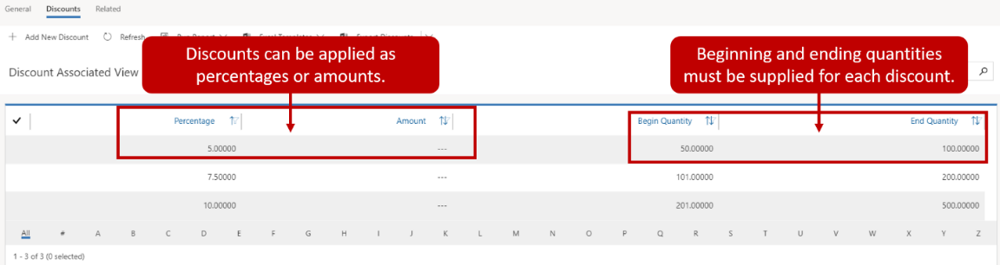 General Discounts Related
Add New Discount Refresh
Discounts can be applied as
percentages or amounts.
Beginning and ending quantities
must be supplied for each discount.
Discount Associated View
Percentage Amount Begin Quantity End Quantity
5.00000 --- 50.00000 100.00000
7.50000 --- 101.00000 200.00000
10.00000 --- 201.00000 500.00000
All # A B C D E F G H I J K L M N O P Q R S T U V W X Y Z
1 - 3 of 3 (0 selected)